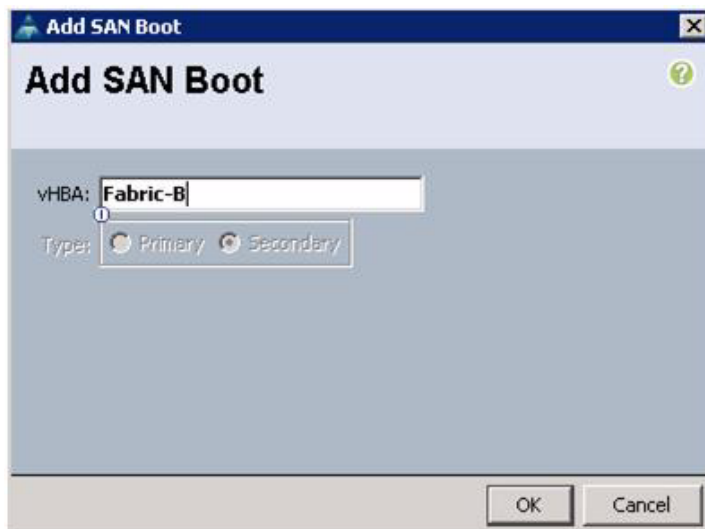 Add SAN Boot
Add SAN Boot
vHBA: Fabric-B
Type: Primary Secondary
OK Cancel